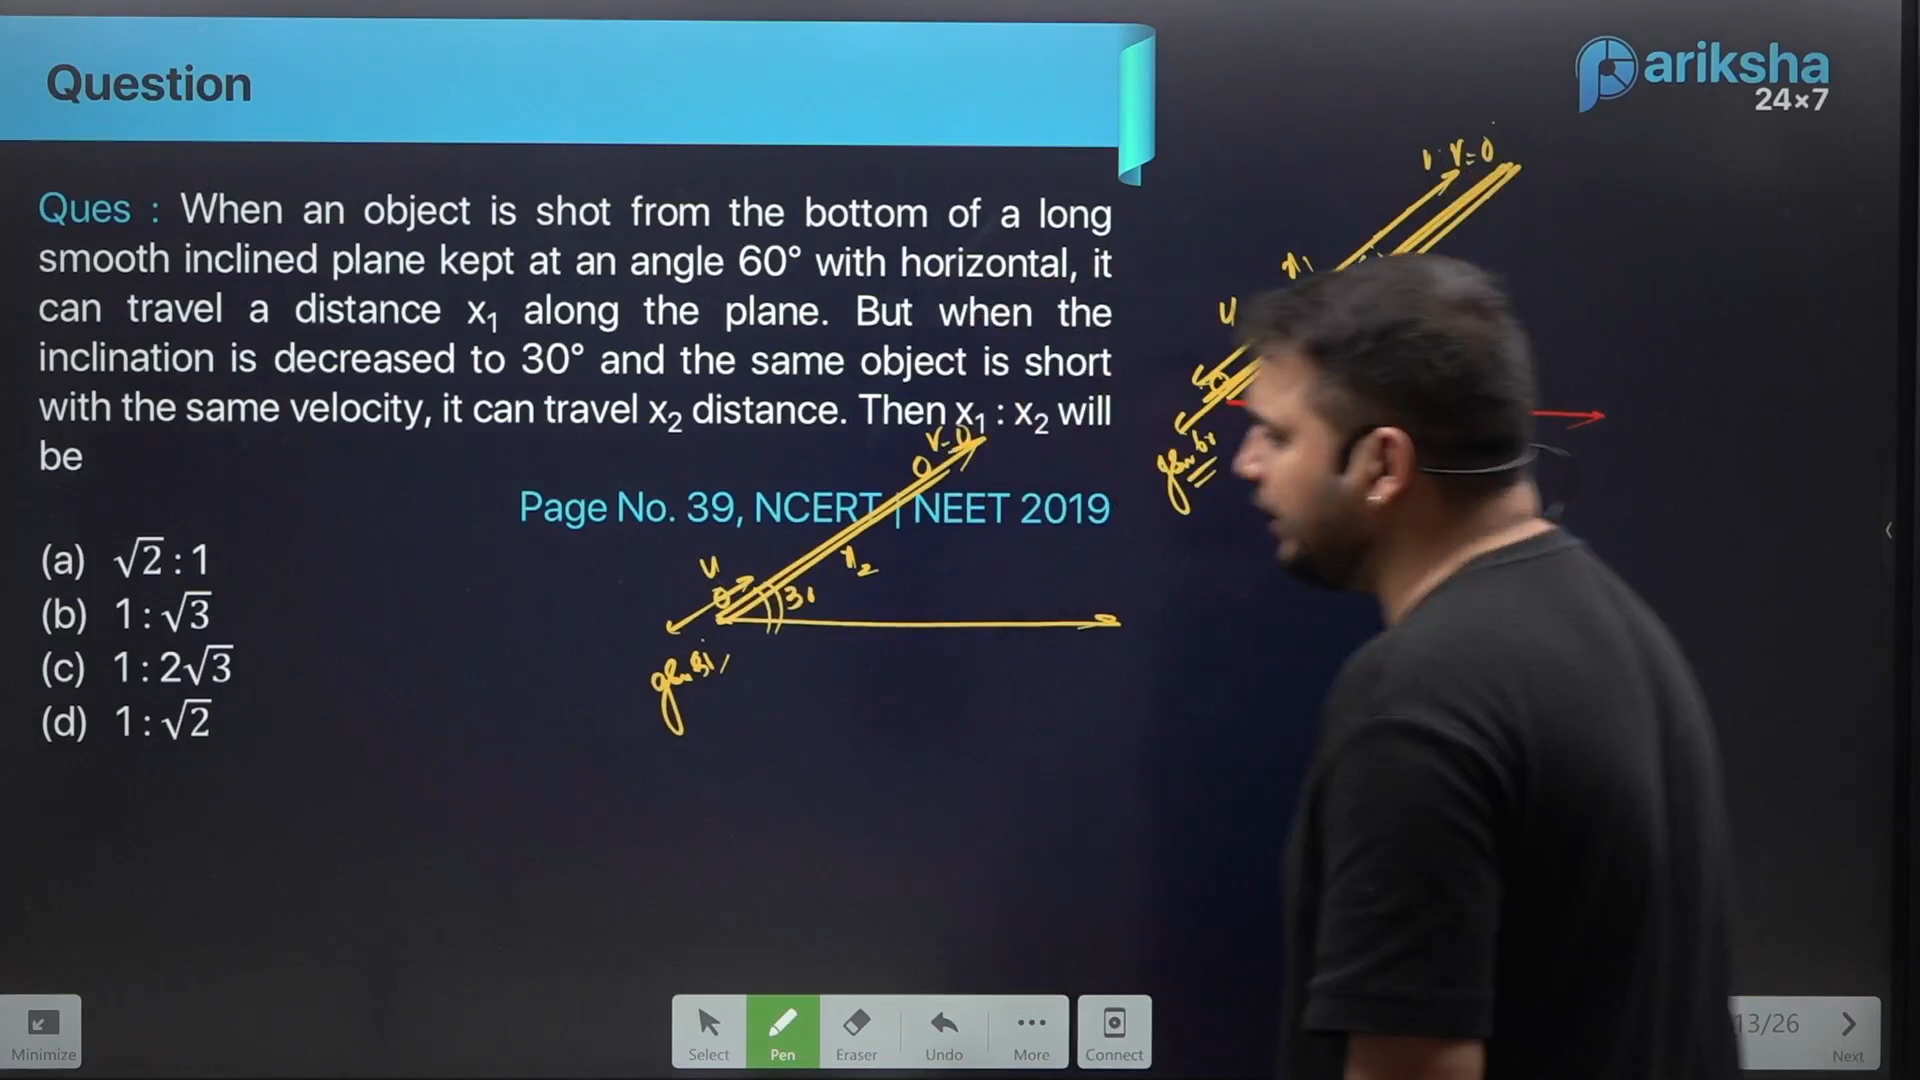 Question
Pariksha
24×7
Ques : When an object is shot from the bottom of a long
smooth inclined plane kept at an angle 60° with horizontal, it
can travel a distance x₁ along the plane. But when the
inclination is decreased to 30° and the same object is short
with the same velocity, it can travel x₂ distance. Then x₁ : x₂ will
be
Page No. 39, NCERT | NEET 2019
(a) √2 : 1
(b) 1 : √3
(c) 1 : 2√3
(d) 1 : √2
V=0
x₁
u
V=0
u
x₂
Minimize
Select
Pen
Eraser
Undo
More
Connect
13/26
Next